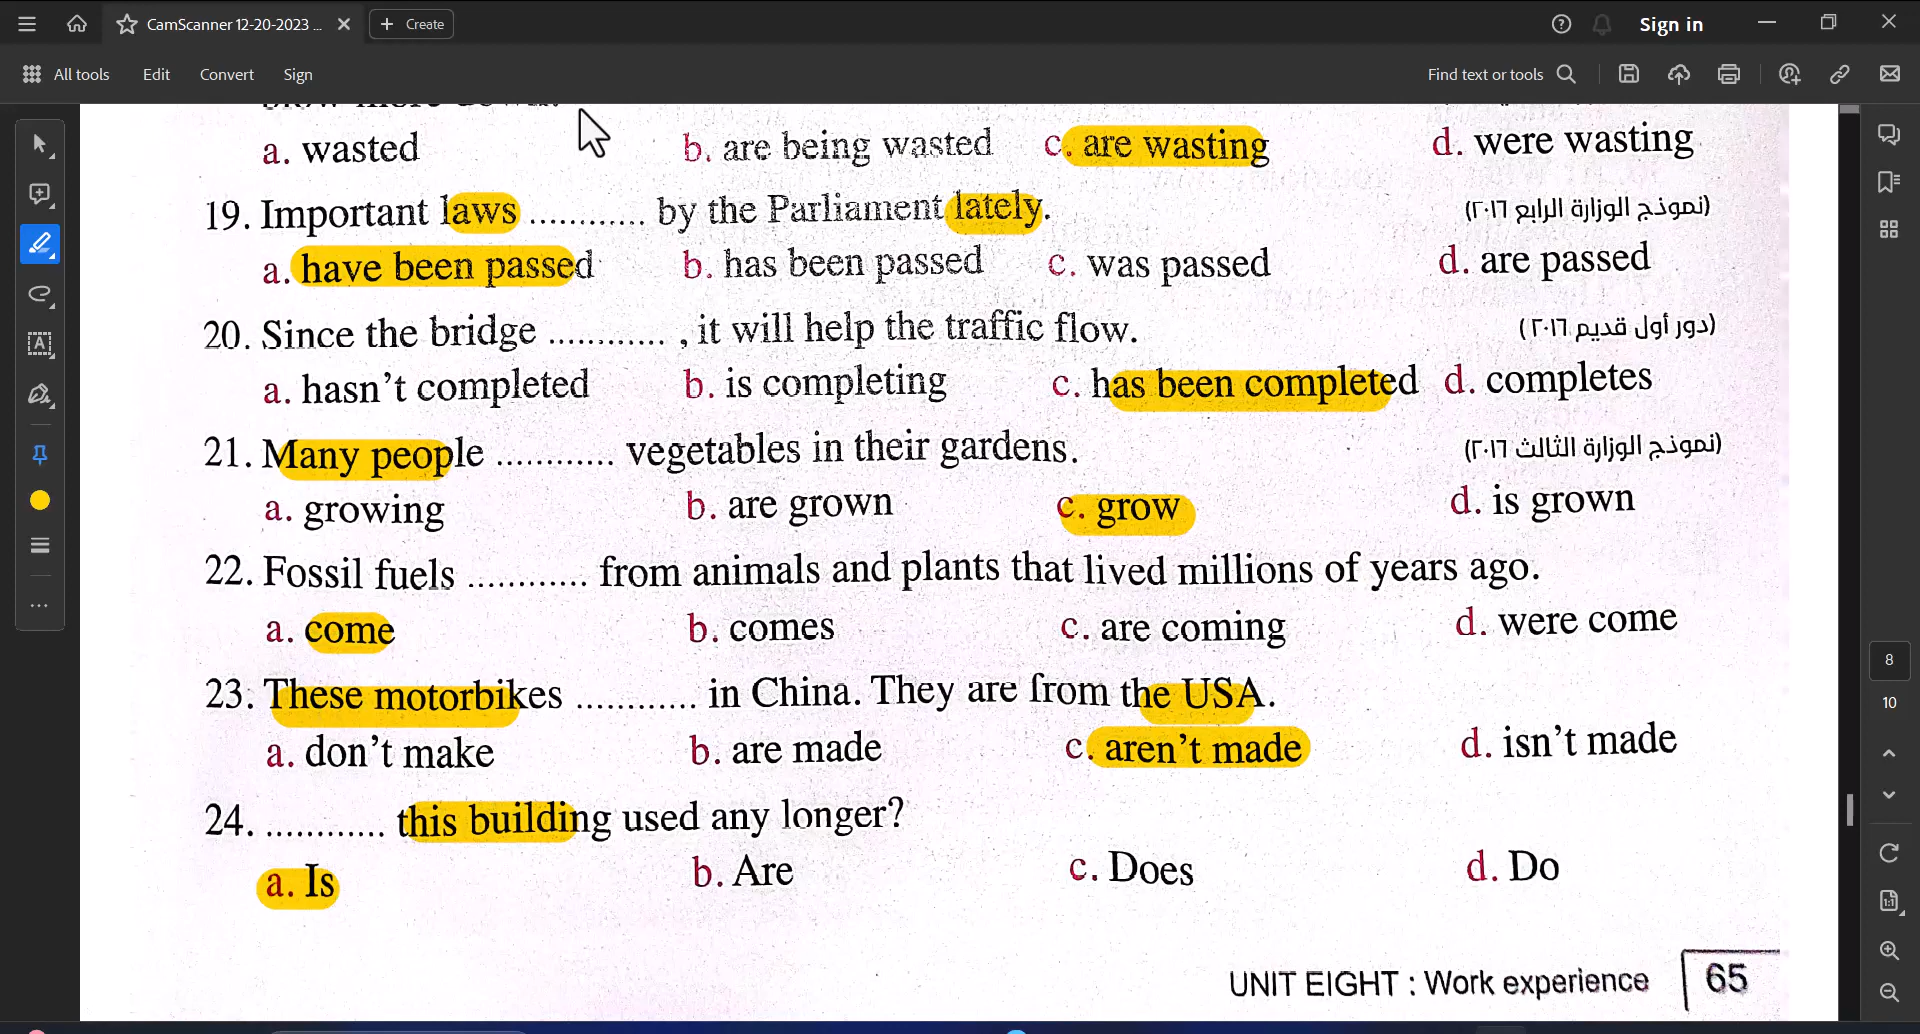 CamScanner 12-20-2023 ...
Create
Sign in
All tools
Edit
Convert
Sign
Find text or tools
a. wasted b. are being wasted c. are wasting d. were wasting
19. Important laws ............ by the Parliament lately. (نموذج الوزارة الرابع ٢٠١٦)
a. have been passed b. has been passed c. was passed d. are passed
20. Since the bridge ............ , it will help the traffic flow. (دور أول قديم ٢٠١٦)
a. hasn't completed b. is completing c. has been completed d. completes
21. Many people ............ vegetables in their gardens. (نموذج الوزارة الثالث ٢٠١٦)
a. growing b. are grown c. grow d. is grown
22. Fossil fuels ............ from animals and plants that lived millions of years ago.
a. come b. comes c. are coming d. were come
23. These motorbikes ............ in China. They are from the USA.
a. don't make b. are made c. aren't made d. isn't made
24. ............ this building used any longer?
a. Is b. Are c. Does d. Do
UNIT EIGHT : Work experience 65
8
10